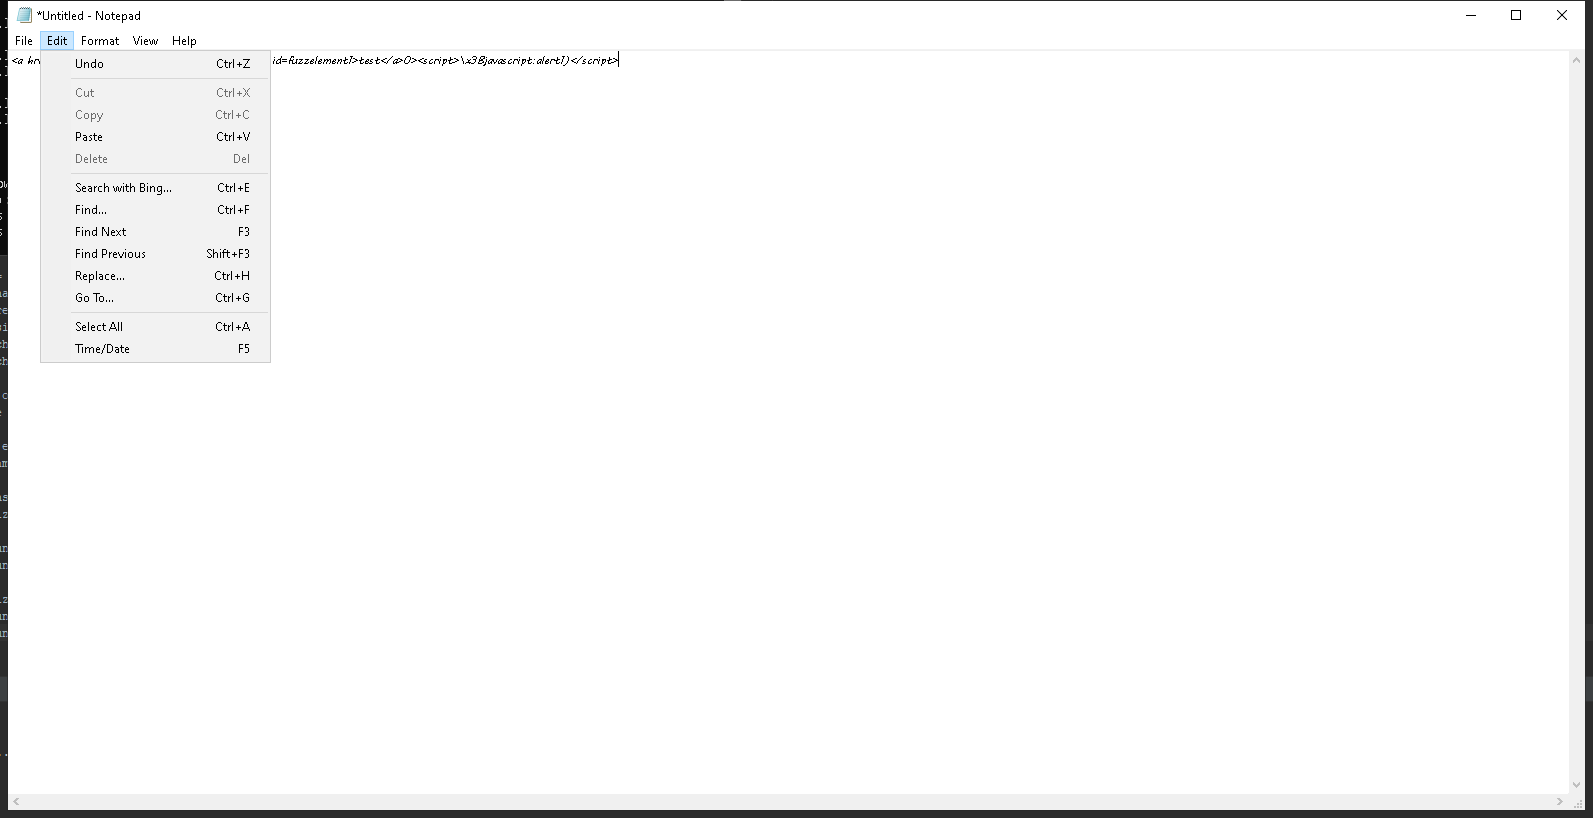 *Untitled - Notepad
File Edit Format View Help
<a hr id=fuzzelement1>test</a>0><script>\x3Bjavascript:alert1)</script>
Undo Ctrl+Z
Cut Ctrl+X
Copy Ctrl+C
Paste Ctrl+V
Delete Del
Search with Bing... Ctrl+E
Find... Ctrl+F
Find Next F3
Find Previous Shift+F3
Replace... Ctrl+H
Go To... Ctrl+G
Select All Ctrl+A
Time/Date F5